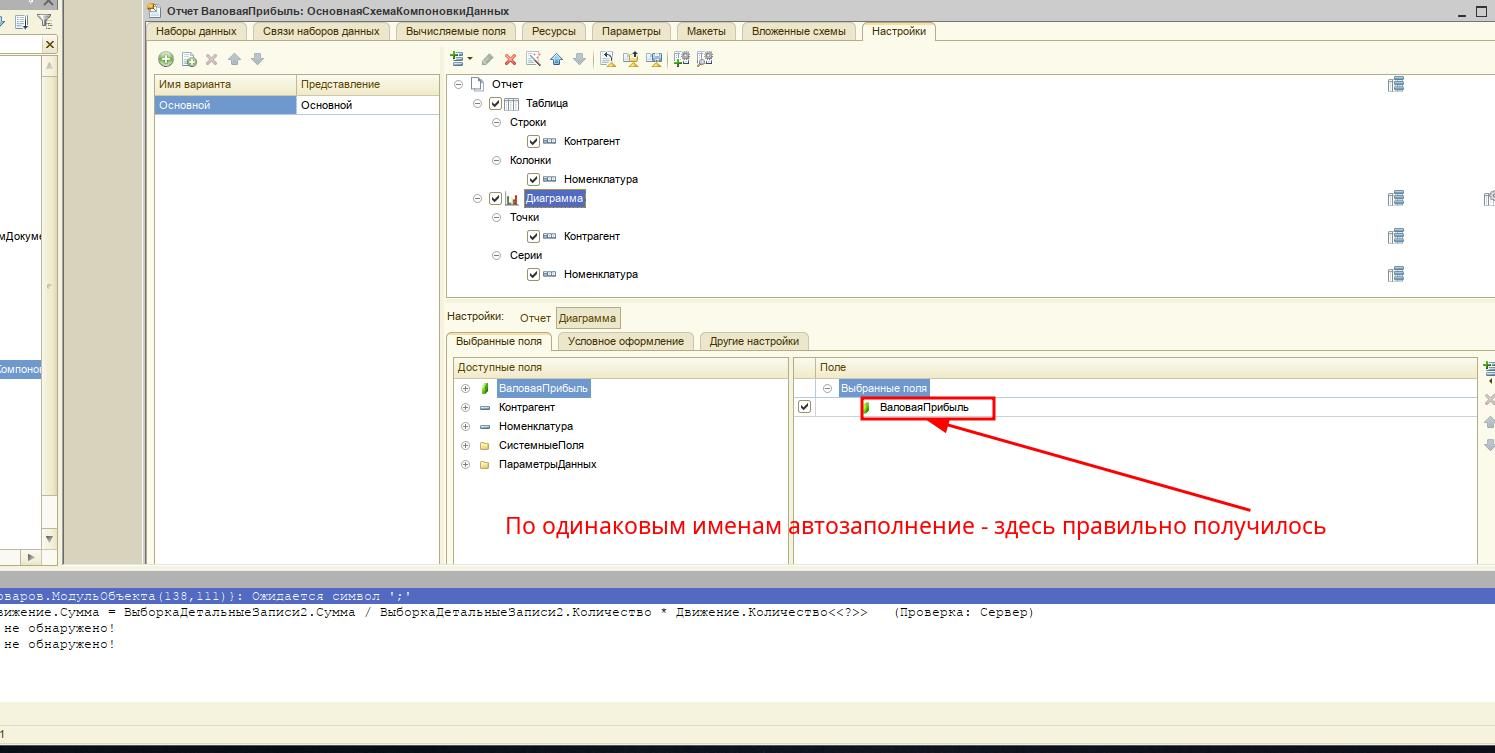 Отчет ВаловаяПрибыль: ОсновнаяСхемаКомпоновкиДанных
Наборы данных
Связи наборов данных
Вычисляемые поля
Ресурсы
Параметры
Макеты
Вложенные схемы
Настройки
Имя варианта
Представление
Основной
Основной
Отчет
Таблица
Строки
Контрагент
Колонки
Номенклатура
Диаграмма
Точки
Контрагент
Серии
Номенклатура
мДокуме
Компоно
Настройки:
Отчет
Диаграмма
Выбранные поля
Условное оформление
Другие настройки
Доступные поля
ВаловаяПрибыль
Контрагент
Номенклатура
СистемныеПоля
ПараметрыДанных
Поле
Выбранные поля
ВаловаяПрибыль
По одинаковым именам автозаполнение - здесь правильно получилось
оваров.МодульОбъекта(138,111)}: Ожидается символ ';'
вижение.Сумма = ВыборкаДетальныеЗаписи2.Сумма / ВыборкаДетальныеЗаписи2.Количество * Движение.Количество<<?>> (Проверка: Сервер)
не обнаружено!
не обнаружено!
1